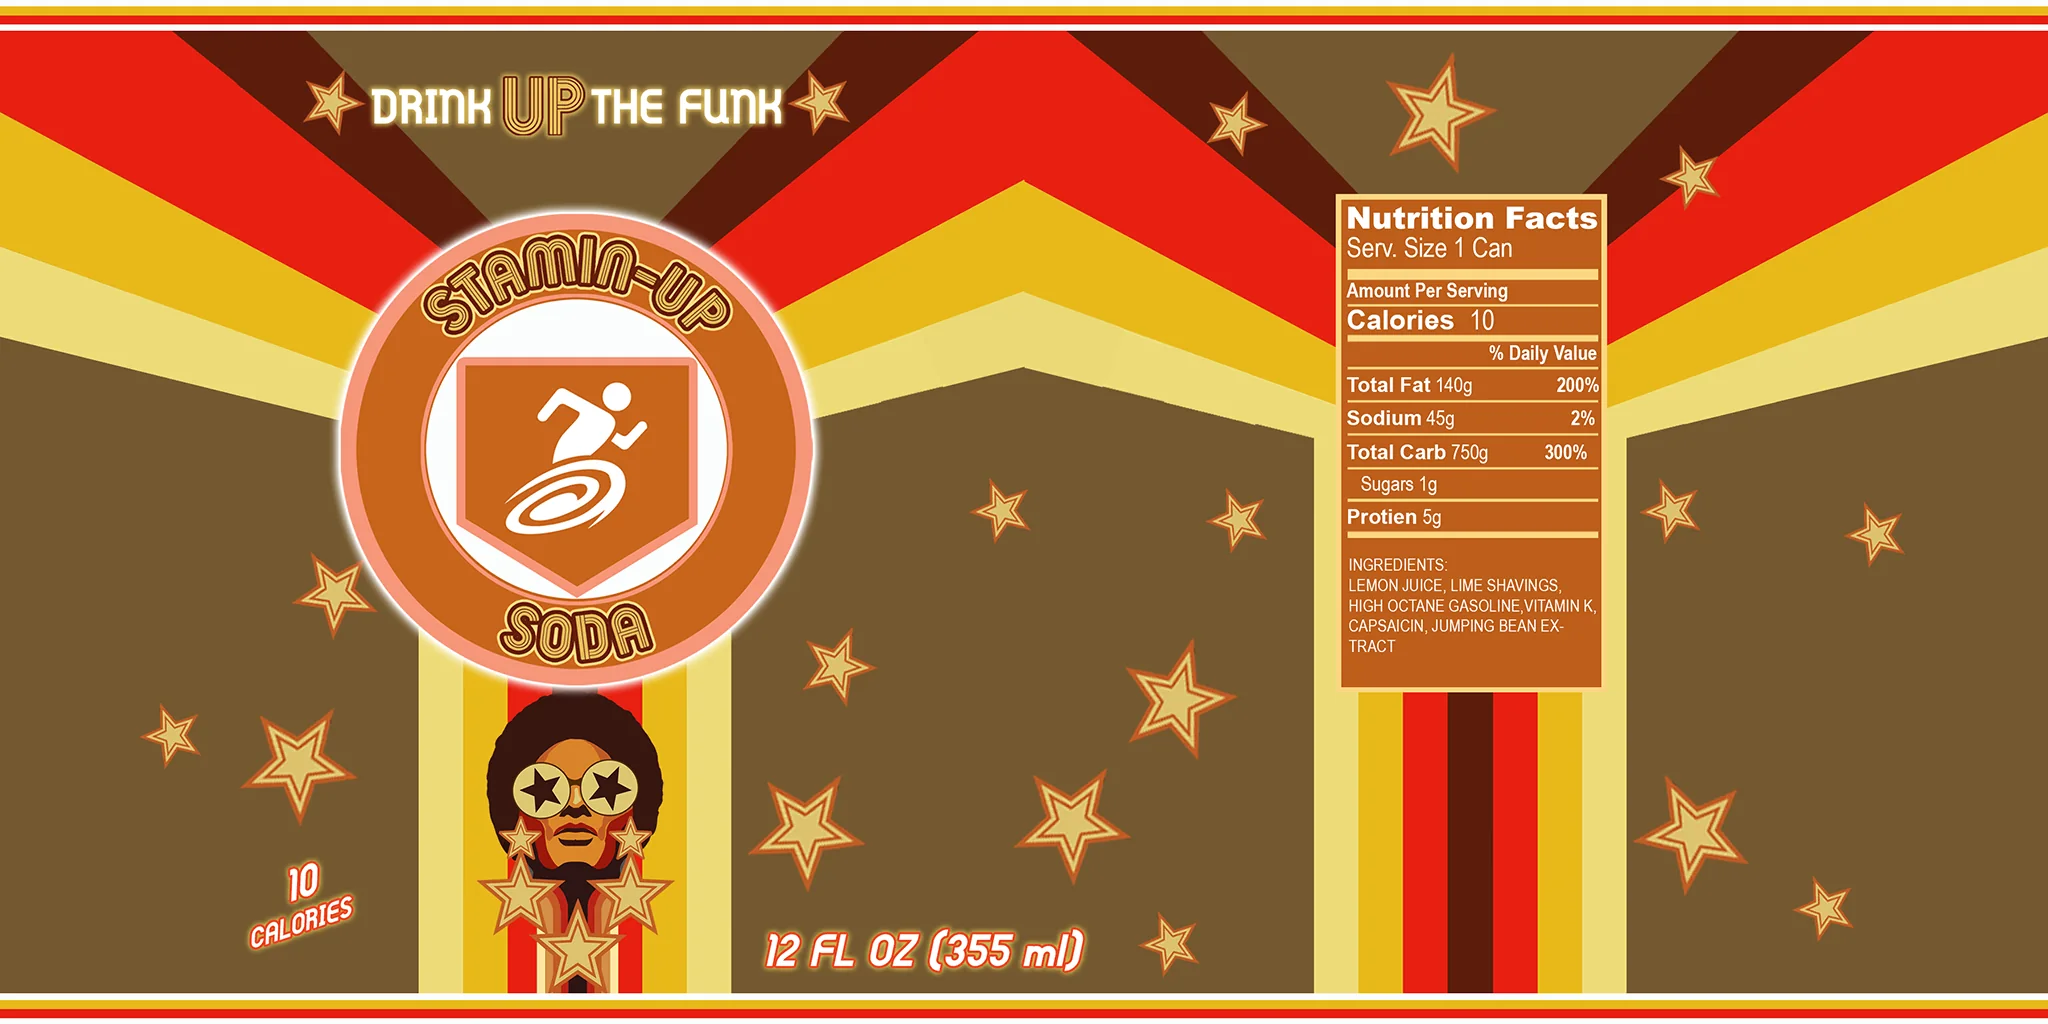 DRINK UP THE FUNK
STAMIN-UP
SODA
10
CALORIES
12 FL OZ (355 ml)
Nutrition Facts
Serv. Size 1 Can
Amount Per Serving
Calories 10
% Daily Value
Total Fat 140g 200%
Sodium 45g 2%
Total Carb 750g 300%
Sugars 1g
Protien 5g
INGREDIENTS:
LEMON JUICE, LIME SHAVINGS,
HIGH OCTANE GASOLINE,VITAMIN K,
CAPSAICIN, JUMPING BEAN EX-
TRACT